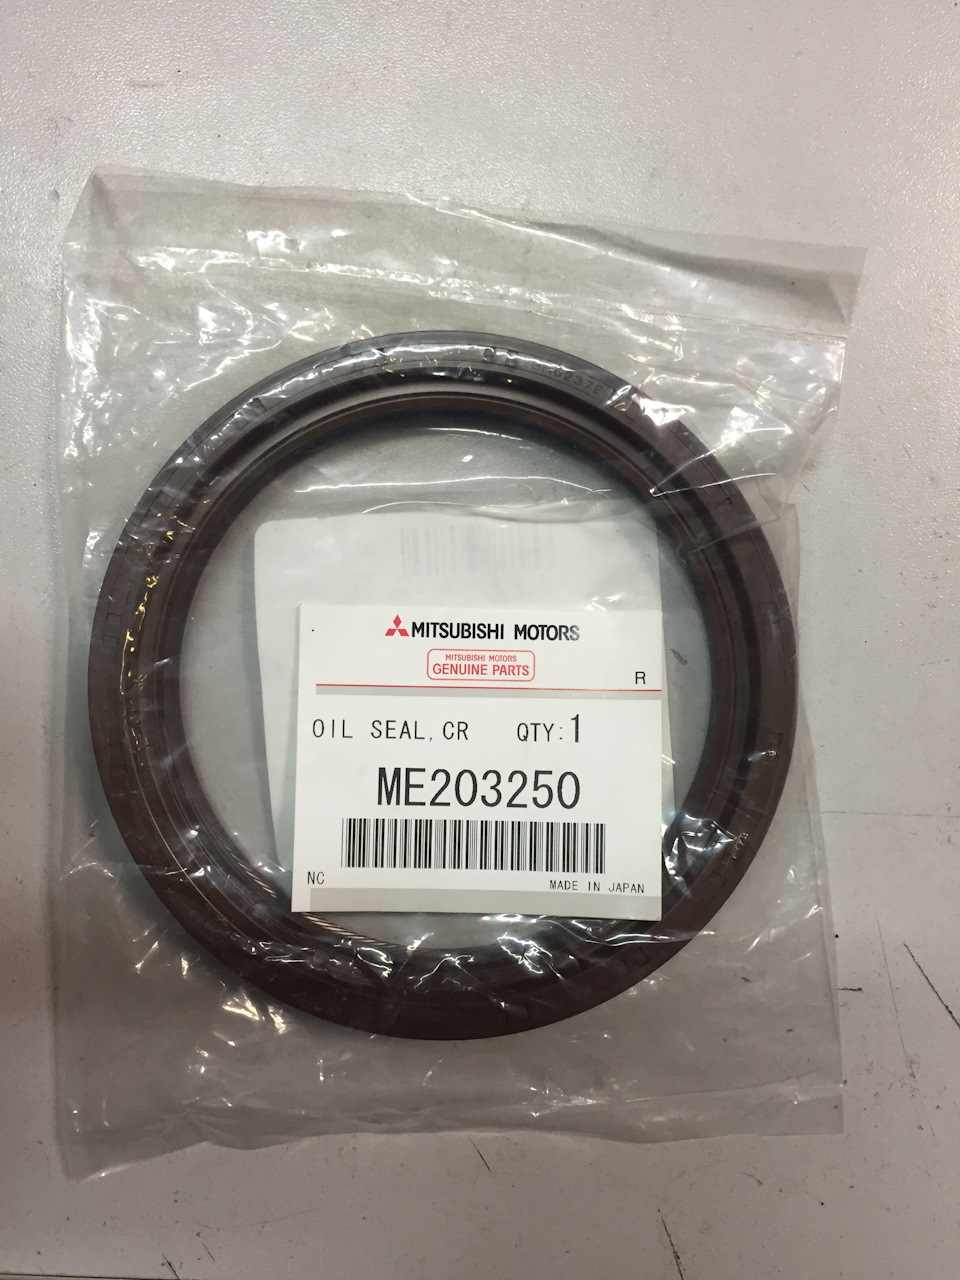 MITSUBISHI MOTORS
MITSUBISHI MOTORS
GENUINE PARTS
R
OIL SEAL,CR QTY:1
ME203250
NC MADE IN JAPAN